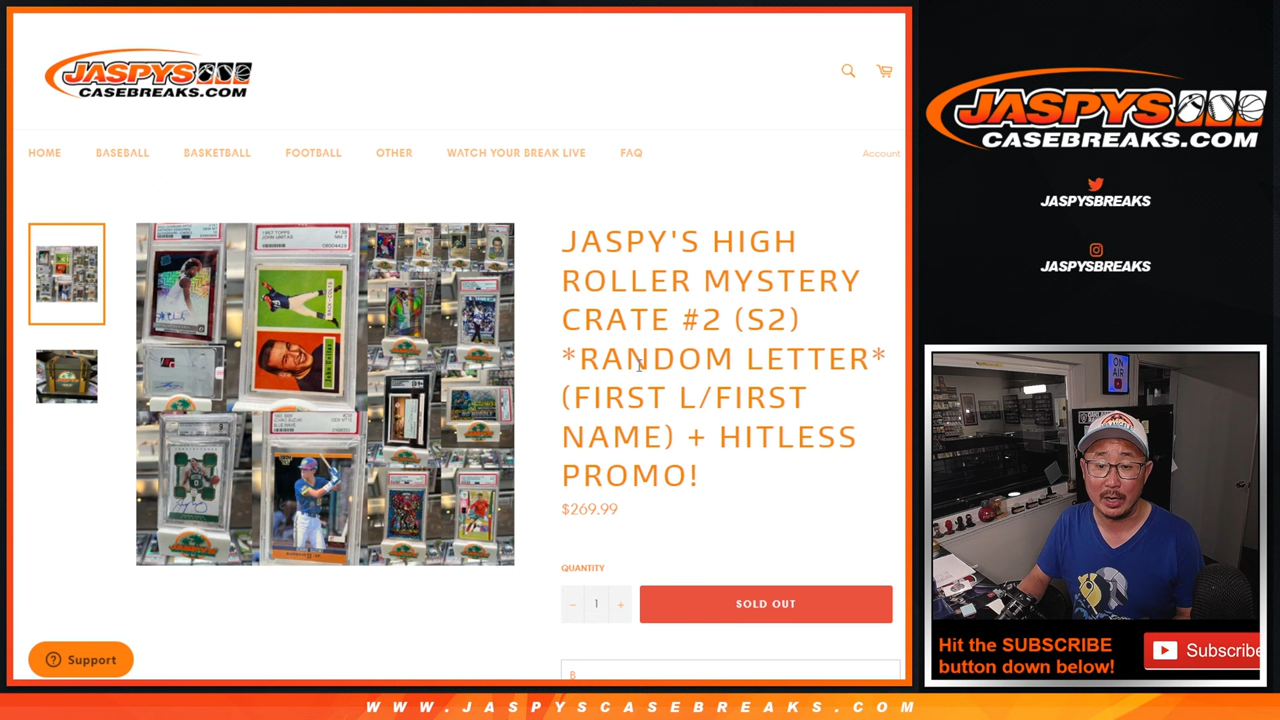 JASPYS
CASEBREAKS.COM
HOME BASEBALL BASKETBALL FOOTBALL OTHER WATCH YOUR BREAK LIVE FAQ Account
JASPY'S HIGH
ROLLER MYSTERY
CRATE #2 (S2)
*RANDOM LETTER*
(FIRST L/FIRST
NAME) + HITLESS
PROMO!
$269.99
QUANTITY
− 1 +
SOLD OUT
B
Support
JASPYS
CASEBREAKS.COM
JASPYSBREAKS
JASPYSBREAKS
ON
AIR
Hit the SUBSCRIBE
button down below!
Subscribe
WWW.JASPYSCASEBREAKS.COM